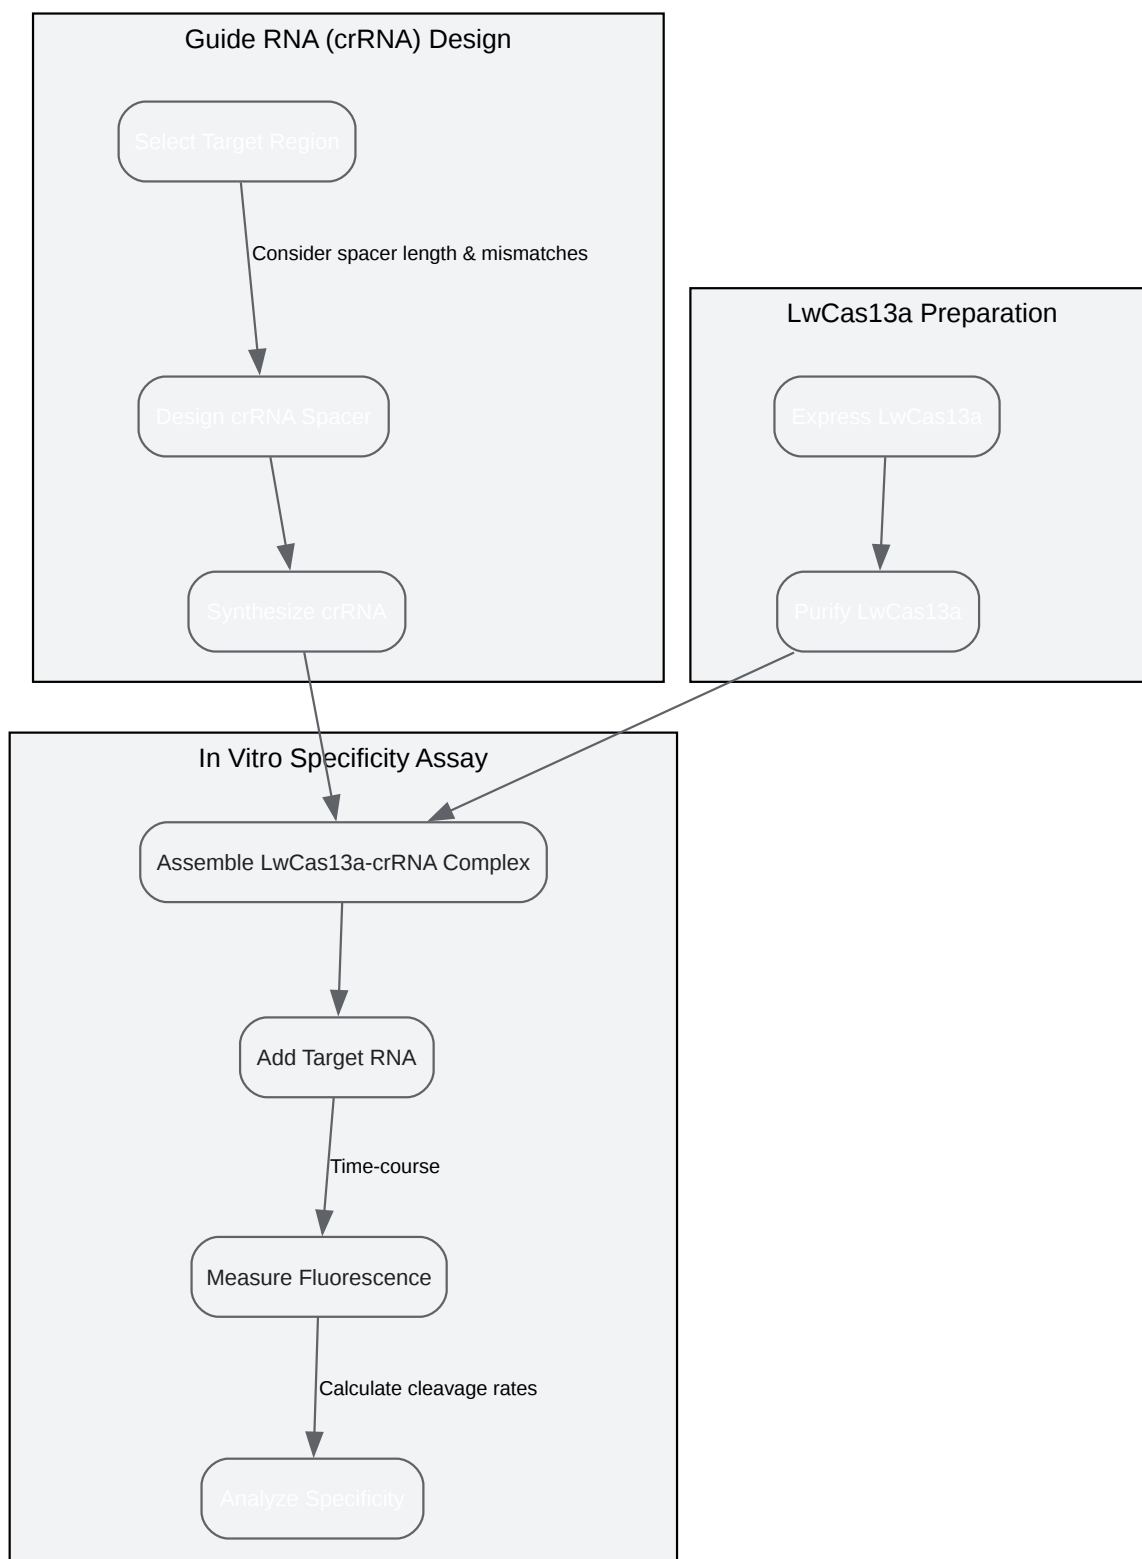 Guide RNA (crRNA) Design
Select Target Region
Consider spacer length & mismatches
Design crRNA Spacer
Synthesize crRNA
LwCas13a Preparation
Express LwCas13a
Purify LwCas13a
In Vitro Specificity Assay
Assemble LwCas13a-crRNA Complex
Add Target RNA
Time-course
Measure Fluorescence
Calculate cleavage rates
Analyze Specificity